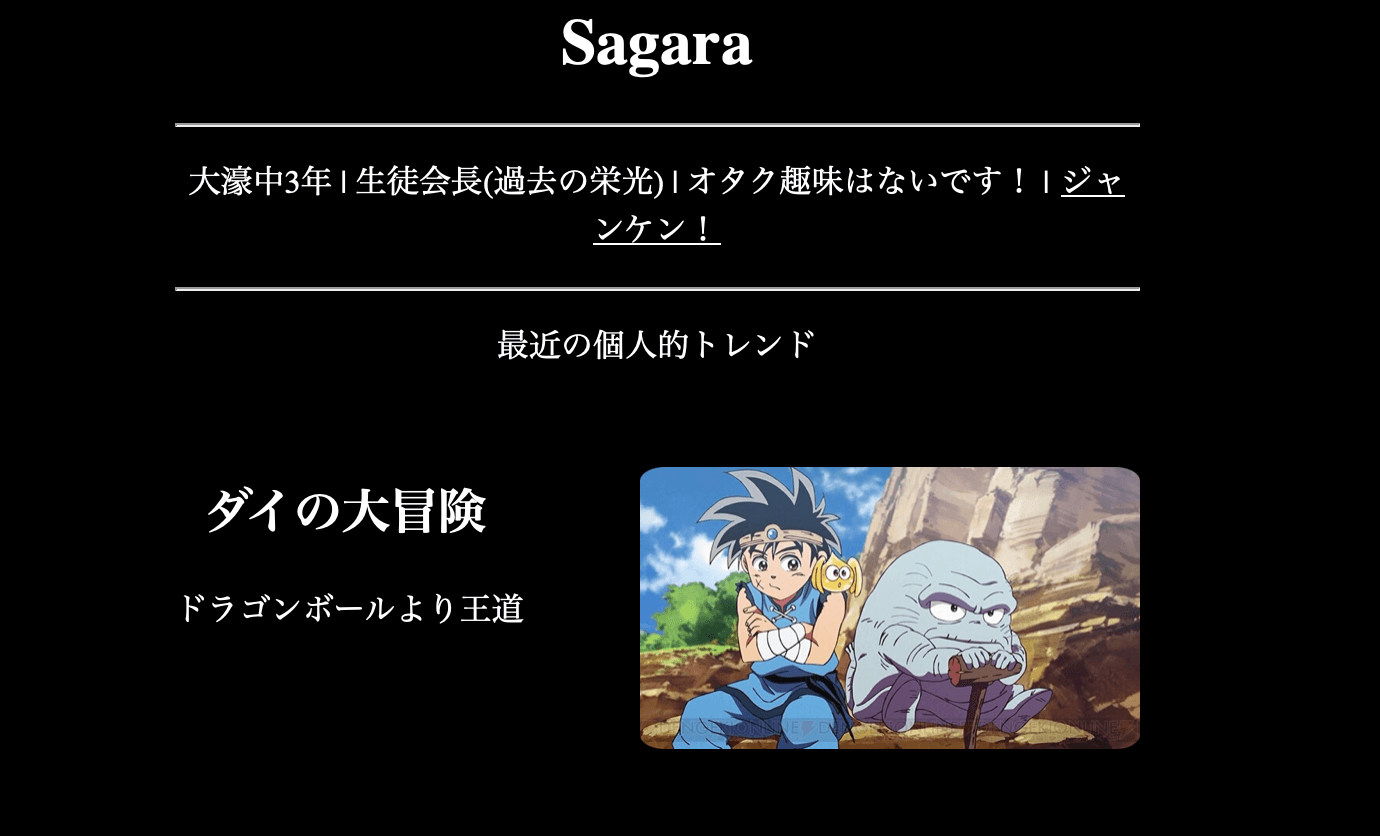 Sagara
大濠中3年 | 生徒会長(過去の栄光) | オタク趣味はないです！ | ジャ
ンケン！
最近の個人的トレンド
ダイの大冒険
ドラゴンボールより王道